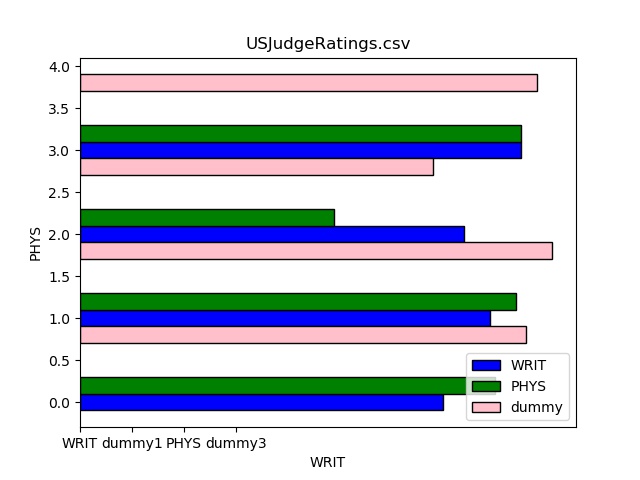 USJudgeRatings.csv
4.0
3.5
3.0
2.5
2.0
1.5
1.0
0.5
0.0
PHYS
WRIT
PHYS
dummy
WRIT dummy1 PHYS dummy3
WRIT